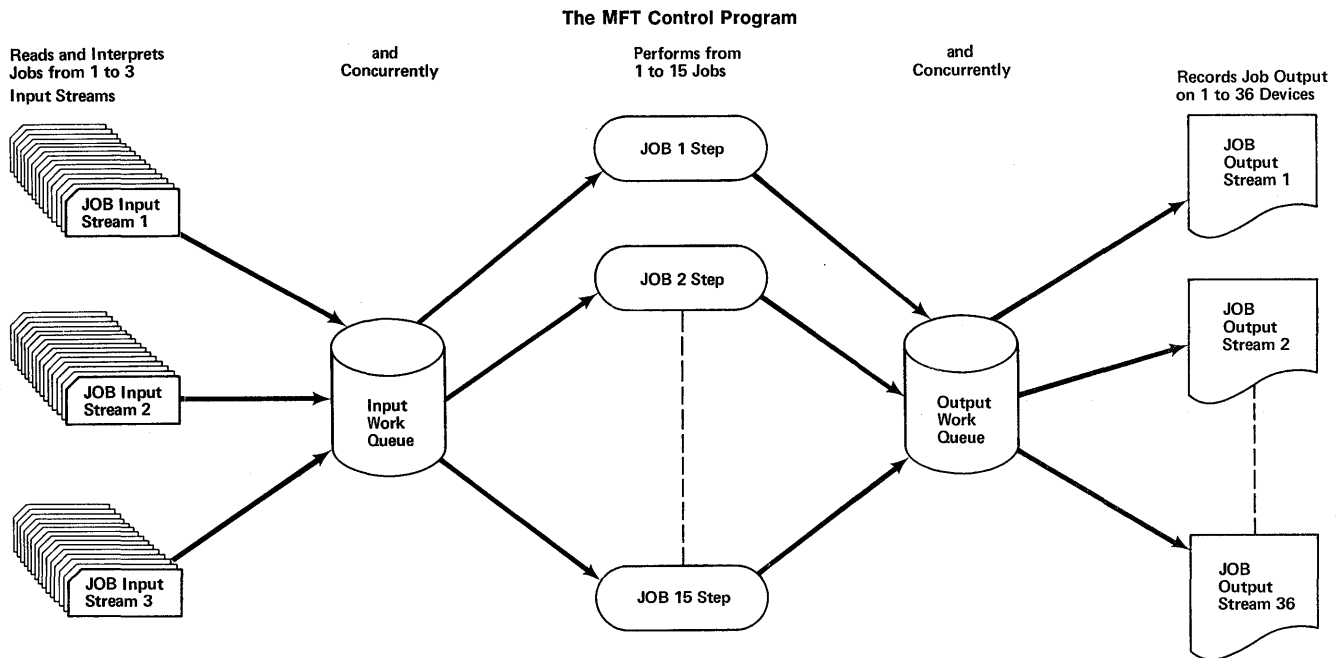 The MFT Control Program
Reads and Interprets
Jobs from 1 to 3
Input Streams
and
Concurrently
Performs from
1 to 15 Jobs
and
Concurrently
Records Job Output
on 1 to 36 Devices
JOB Input
Stream 1
JOB Input
Stream 2
JOB Input
Stream 3
Input
Work
Queue
JOB 1 Step
JOB 2 Step
JOB 15 Step
Output
Work
Queue
JOB
Output
Stream 1
JOB
Output
Stream 2
JOB
Output
Stream 36